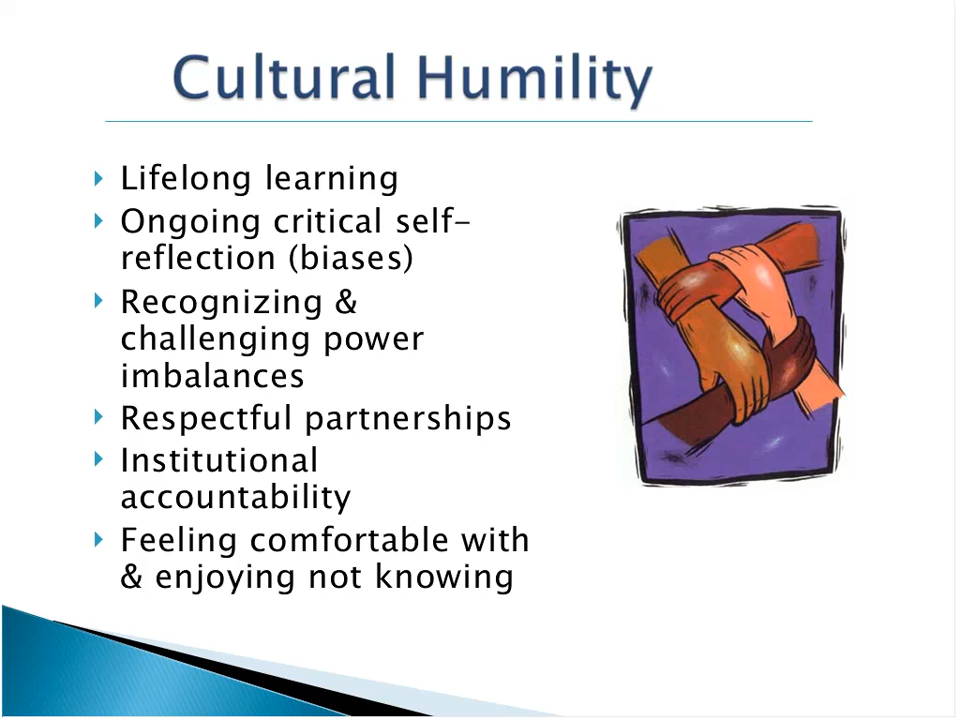 Cultural Humility
Lifelong learning
Ongoing critical self-
reflection (biases)
Recognizing &
challenging power
imbalances
Respectful partnerships
Institutional
accountability
Feeling comfortable with
& enjoying not knowing